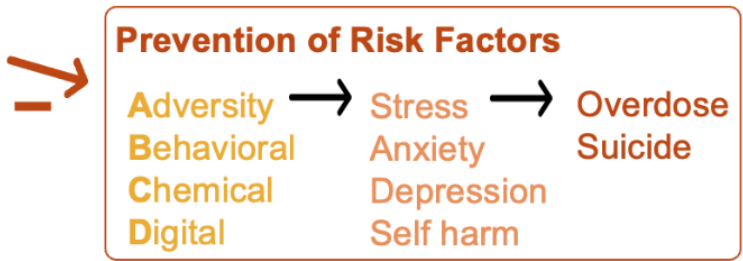 Prevention of Risk Factors
Adversity → Stress → Overdose
Behavioral Anxiety Suicide
Chemical Depression
Digital Self harm